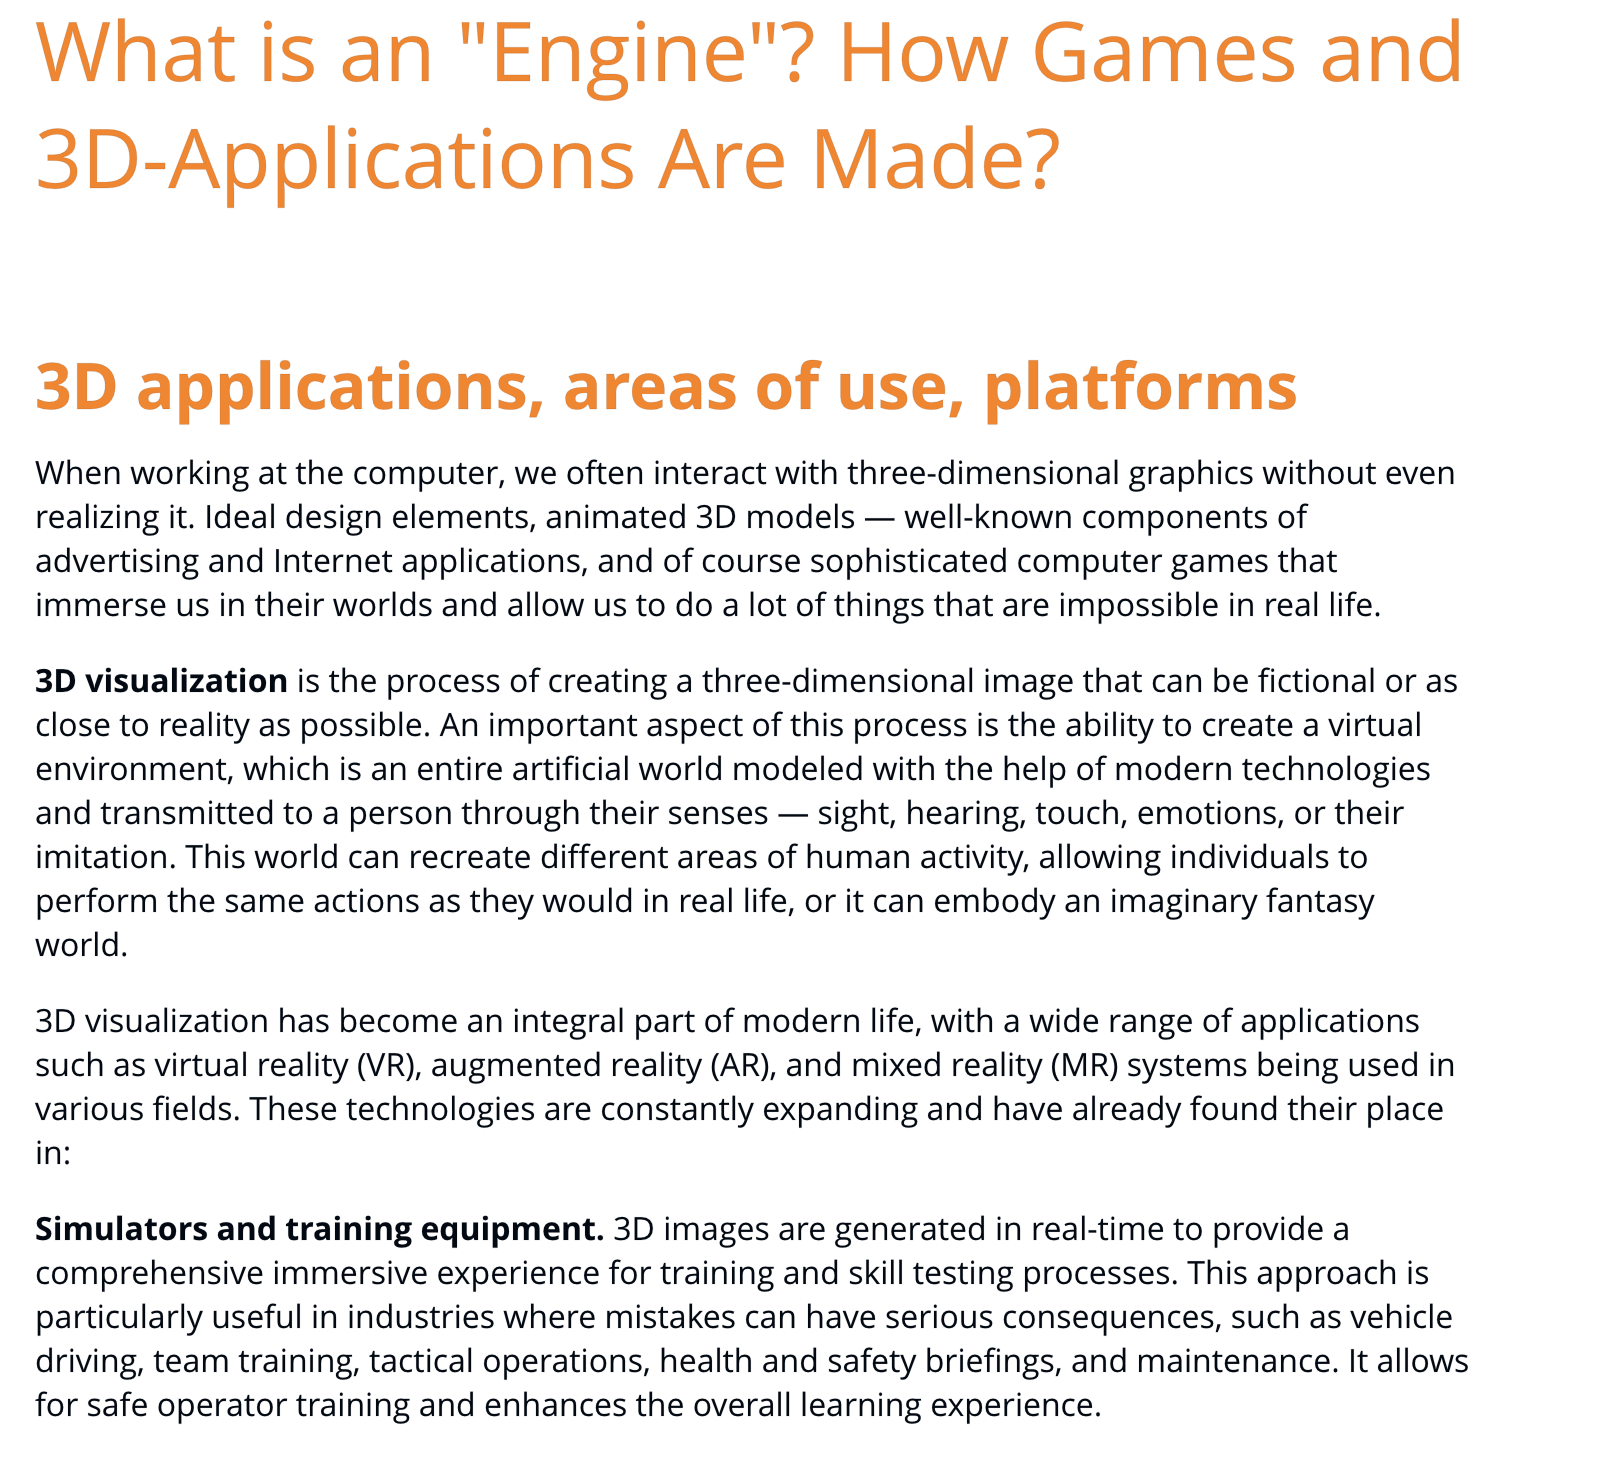 What is an "Engine"? How Games and
3D-Applications Are Made?
3D applications, areas of use, platforms
When working at the computer, we often interact with three-dimensional graphics without even
realizing it. Ideal design elements, animated 3D models — well-known components of
advertising and Internet applications, and of course sophisticated computer games that
immerse us in their worlds and allow us to do a lot of things that are impossible in real life.
3D visualization is the process of creating a three-dimensional image that can be fictional or as
close to reality as possible. An important aspect of this process is the ability to create a virtual
environment, which is an entire artificial world modeled with the help of modern technologies
and transmitted to a person through their senses — sight, hearing, touch, emotions, or their
imitation. This world can recreate different areas of human activity, allowing individuals to
perform the same actions as they would in real life, or it can embody an imaginary fantasy
world.
3D visualization has become an integral part of modern life, with a wide range of applications
such as virtual reality (VR), augmented reality (AR), and mixed reality (MR) systems being used in
various fields. These technologies are constantly expanding and have already found their place
in:
Simulators and training equipment. 3D images are generated in real-time to provide a
comprehensive immersive experience for training and skill testing processes. This approach is
particularly useful in industries where mistakes can have serious consequences, such as vehicle
driving, team training, tactical operations, health and safety briefings, and maintenance. It allows
for safe operator training and enhances the overall learning experience.